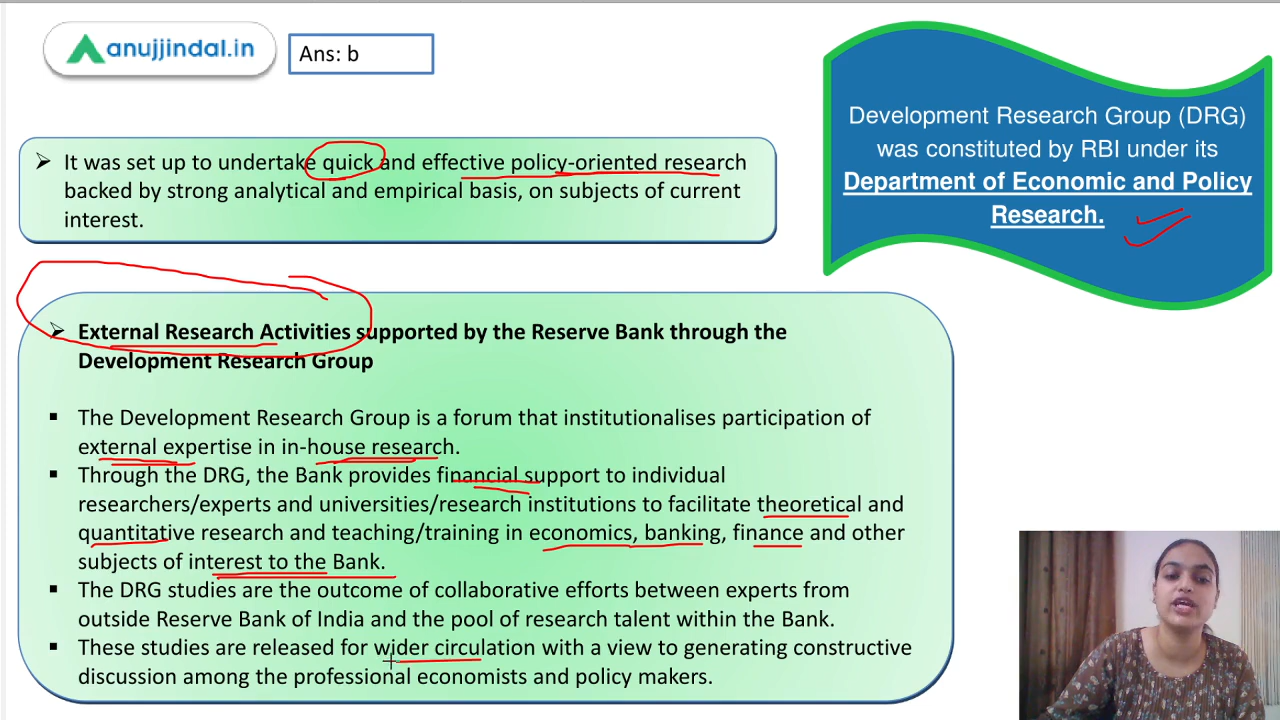 anujjindal.in
Ans: b
Development Research Group (DRG)
was constituted by RBI under its
Department of Economic and Policy
Research.
➢ It was set up to undertake quick and effective policy-oriented research
backed by strong analytical and empirical basis, on subjects of current
interest.
➢ External Research Activities supported by the Reserve Bank through the
Development Research Group
▪ The Development Research Group is a forum that institutionalises participation of
external expertise in in-house research.
▪ Through the DRG, the Bank provides financial support to individual
researchers/experts and universities/research institutions to facilitate theoretical and
quantitative research and teaching/training in economics, banking, finance and other
subjects of interest to the Bank.
▪ The DRG studies are the outcome of collaborative efforts between experts from
outside Reserve Bank of India and the pool of research talent within the Bank.
▪ These studies are released for wider circulation with a view to generating constructive
discussion among the professional economists and policy makers.